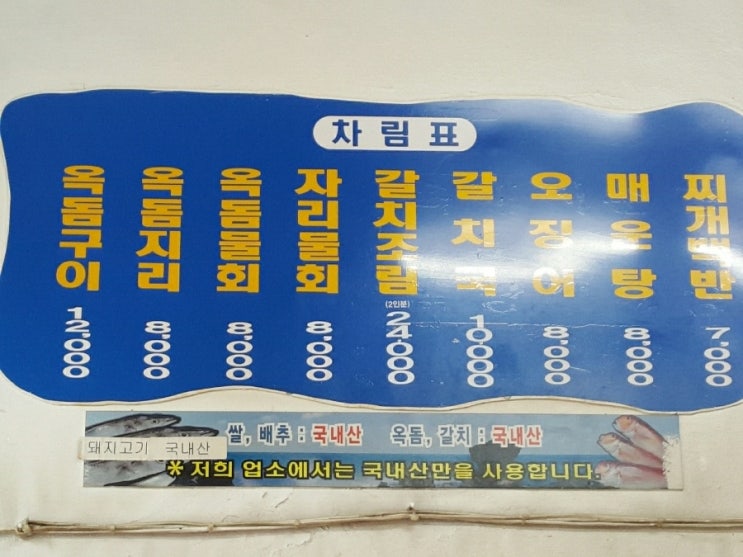 차림표
옥돔구이 12,000
옥돔지리 8,000
옥돔물회 8,000
자리물회 8,000
갈치조림 (2인분) 24,000
갈치국 10,000
오징어 8,000
매운탕 8,000
찌개백반 7,000
쌀, 배추 : 국내산 옥돔, 갈치 : 국내산
돼지고기 국내산
* 저희 업소에서는 국내산만을 사용합니다.